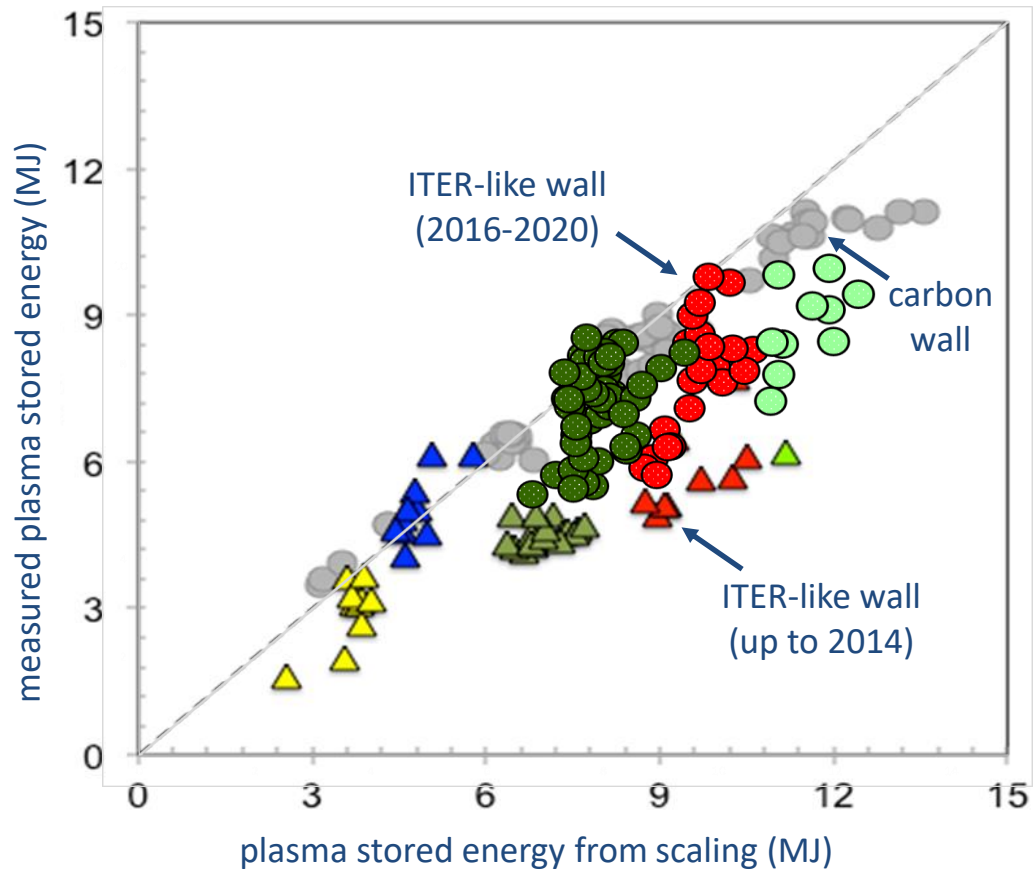 15
12
9
6
3
0
measured plasma stored energy (MJ)
ITER-like wall
(2016-2020)
carbon
wall
ITER-like wall
(up to 2014)
0 3 6 9 12 15
plasma stored energy from scaling (MJ)